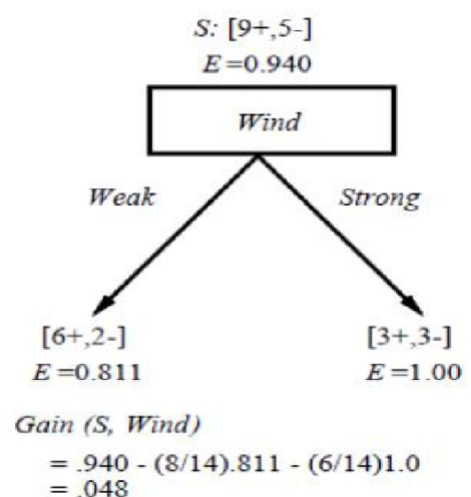 S: [9+,5-]
E =0.940
Wind
Weak Strong
[6+,2-] [3+,3-]
E =0.811 E =1.00
Gain (S, Wind)
= .940 - (8/14).811 - (6/14)1.0
= .048